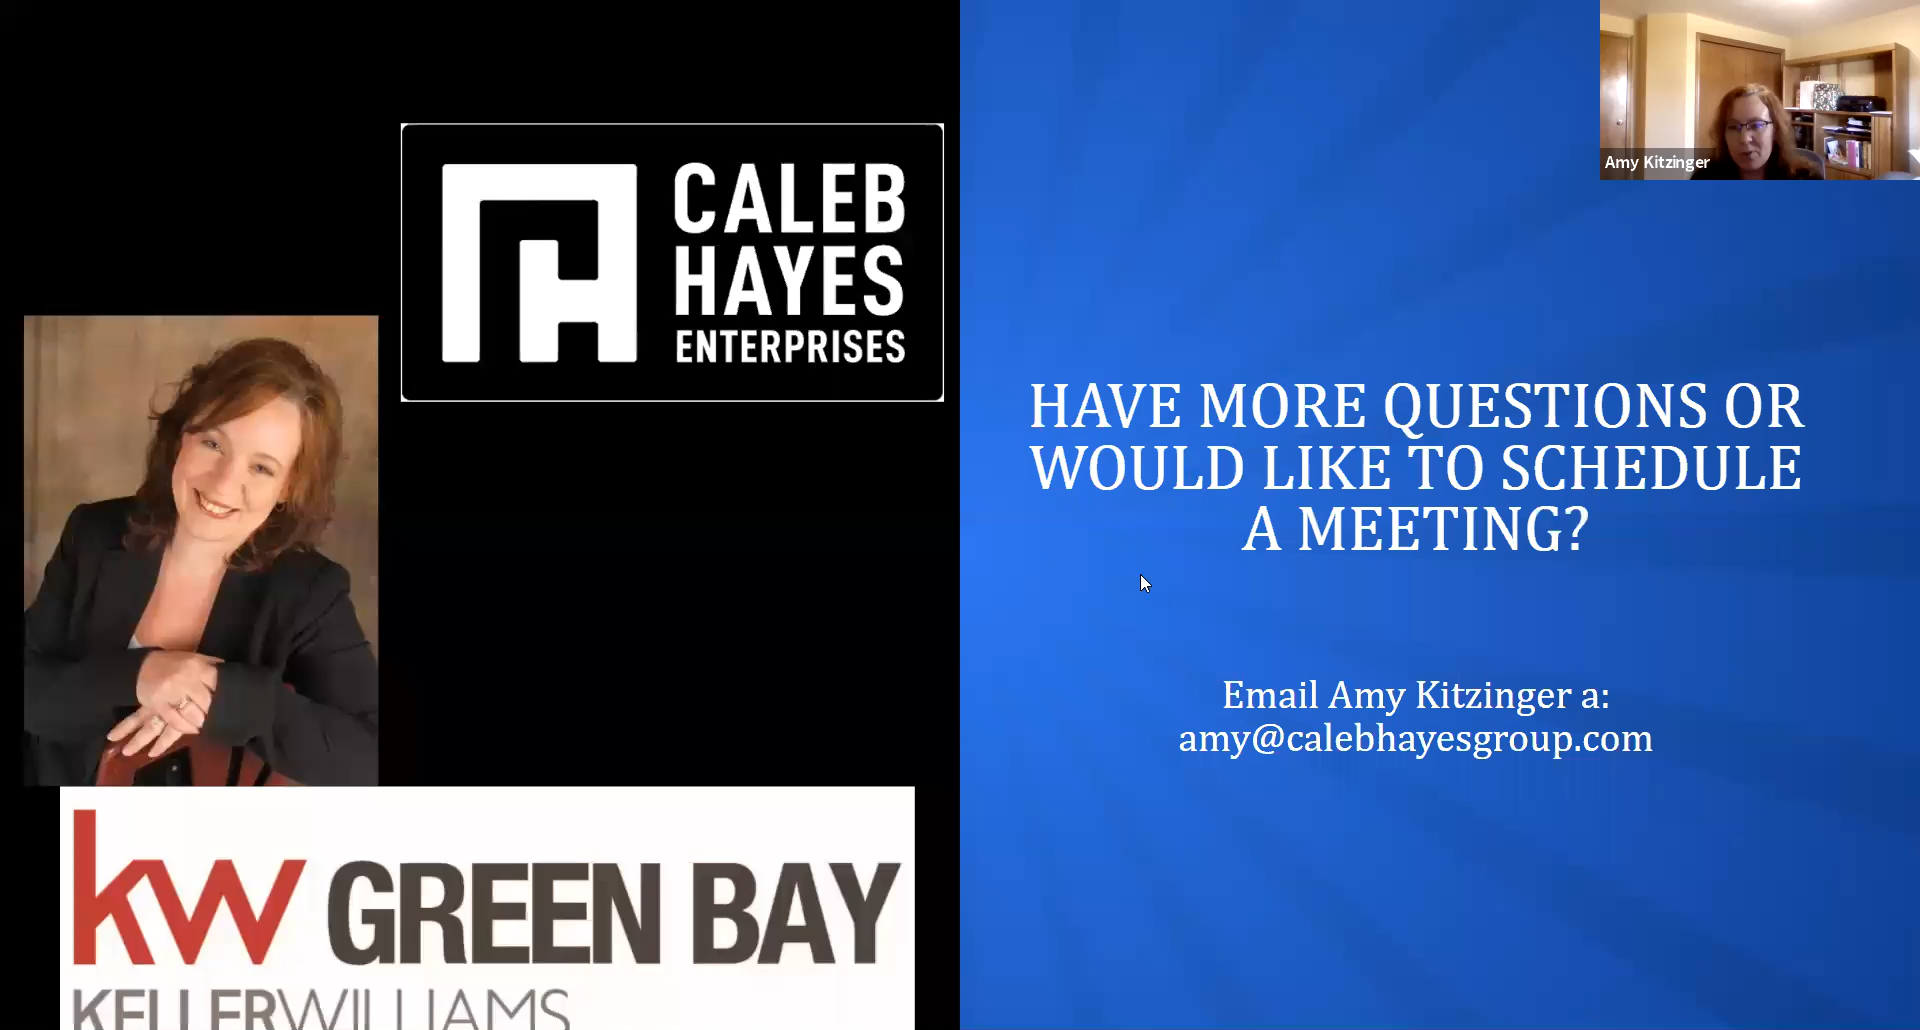 CALEB
HAYES
ENTERPRISES
kw GREEN BAY
KELLERWILLIAMS
HAVE MORE QUESTIONS OR
WOULD LIKE TO SCHEDULE
A MEETING?
Email Amy Kitzinger a:
amy@calebhayesgroup.com
Amy Kitzinger